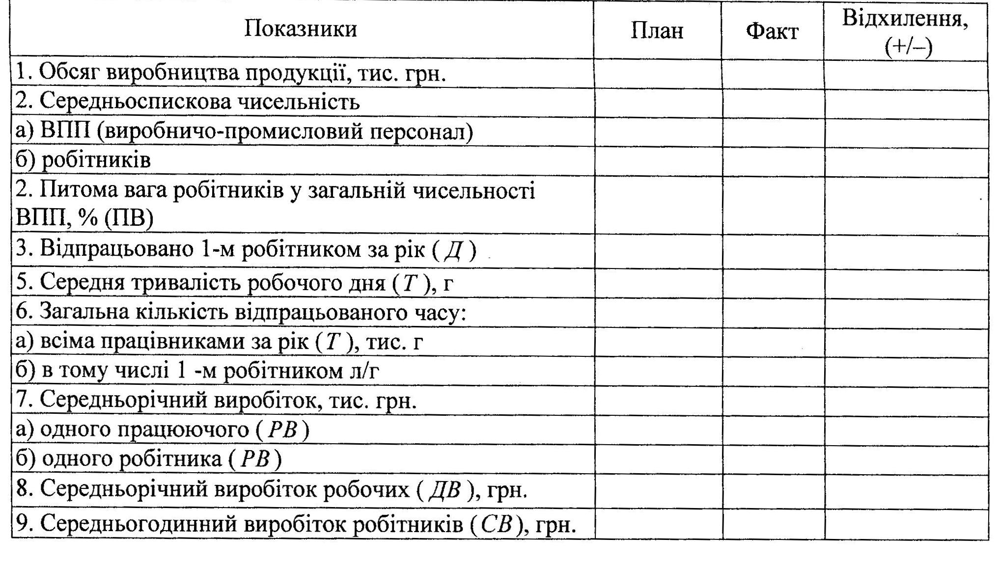 Показники
План
Факт
Відхилення,
(+/–)
1. Обсяг виробництва продукції, тис. грн.
2. Середньоспискова чисельність
а) ВПП (виробничо-промисловий персонал)
б) робітників
2. Питома вага робітників у загальній чисельності
ВПП, % (ПВ)
3. Відпрацьовано 1-м робітником за рік ( Д )
5. Середня тривалість робочого дня ( Т ), г
6. Загальна кількість відпрацьованого часу:
а) всіма працівниками за рік ( Т ), тис. г
б) в тому числі 1 -м робітником л/г
7. Середньорічний виробіток, тис. грн.
а) одного працюючого ( РВ )
б) одного робітника ( РВ )
8. Середньорічний виробіток робочих ( ДВ ), грн.
9. Середньогодинний виробіток робітників ( СВ ), грн.